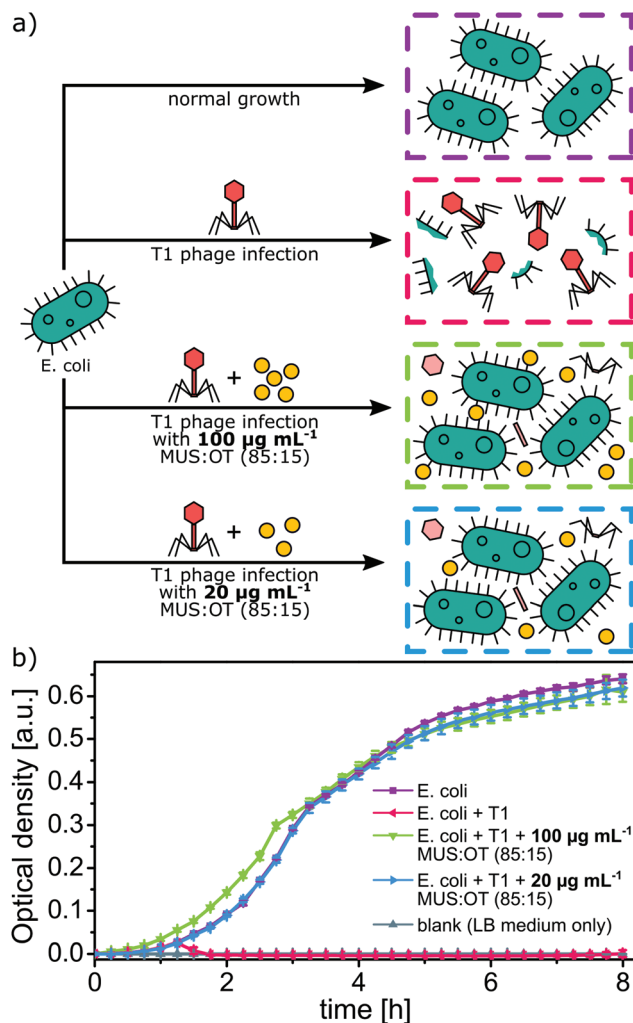 a)
normal growth
T1 phage infection
E. coli
+
T1 phage infection
with 100 µg mL⁻¹
MUS:OT (85:15)
+
T1 phage infection
with 20 µg mL⁻¹
MUS:OT (85:15)
b)
Optical density [a.u.]
0.6
0.5
0.4
0.3
0.2
0.1
0.0
E. coli
E. coli + T1
E. coli + T1 + 100 µg mL⁻¹
MUS:OT (85:15)
E. coli + T1 + 20 µg mL⁻¹
MUS:OT (85:15)
blank (LB medium only)
0 2 4 6 8
time [h]